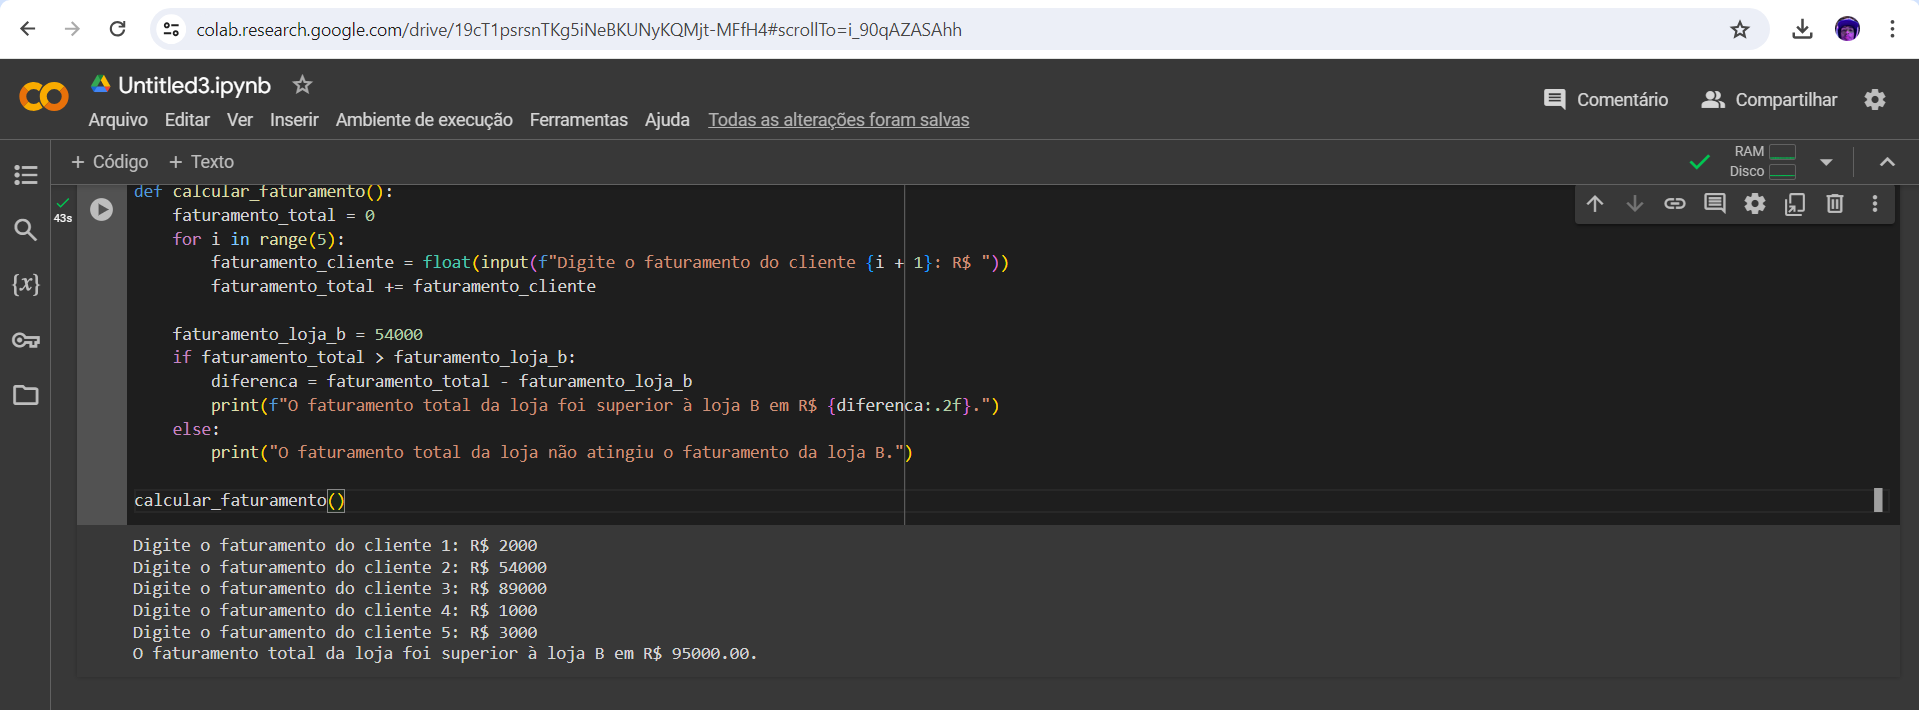 colab.research.google.com/drive/19cT1psrsnTKg5iNeBKUNyKQMjt-MFfH4#scrollTo=i_90qAZASAhh
Untitled3.ipynb
Comentário Compartilhar
Arquivo Editar Ver Inserir Ambiente de execução Ferramentas Ajuda Todas as alterações foram salvas
+ Código + Texto
RAM
Disco
43s
def calcular_faturamento():
    faturamento_total = 0
    for i in range(5):
        faturamento_cliente = float(input(f"Digite o faturamento do cliente {i + 1}: R$ "))
        faturamento_total += faturamento_cliente
    faturamento_loja_b = 54000
    if faturamento_total > faturamento_loja_b:
        diferenca = faturamento_total - faturamento_loja_b
        print(f"O faturamento total da loja foi superior à loja B em R$ {diferenca:.2f}.")
    else:
        print("O faturamento total da loja não atingiu o faturamento da loja B.")
calcular_faturamento()
Digite o faturamento do cliente 1: R$ 2000
Digite o faturamento do cliente 2: R$ 54000
Digite o faturamento do cliente 3: R$ 89000
Digite o faturamento do cliente 4: R$ 1000
Digite o faturamento do cliente 5: R$ 3000
O faturamento total da loja foi superior à loja B em R$ 95000.00.